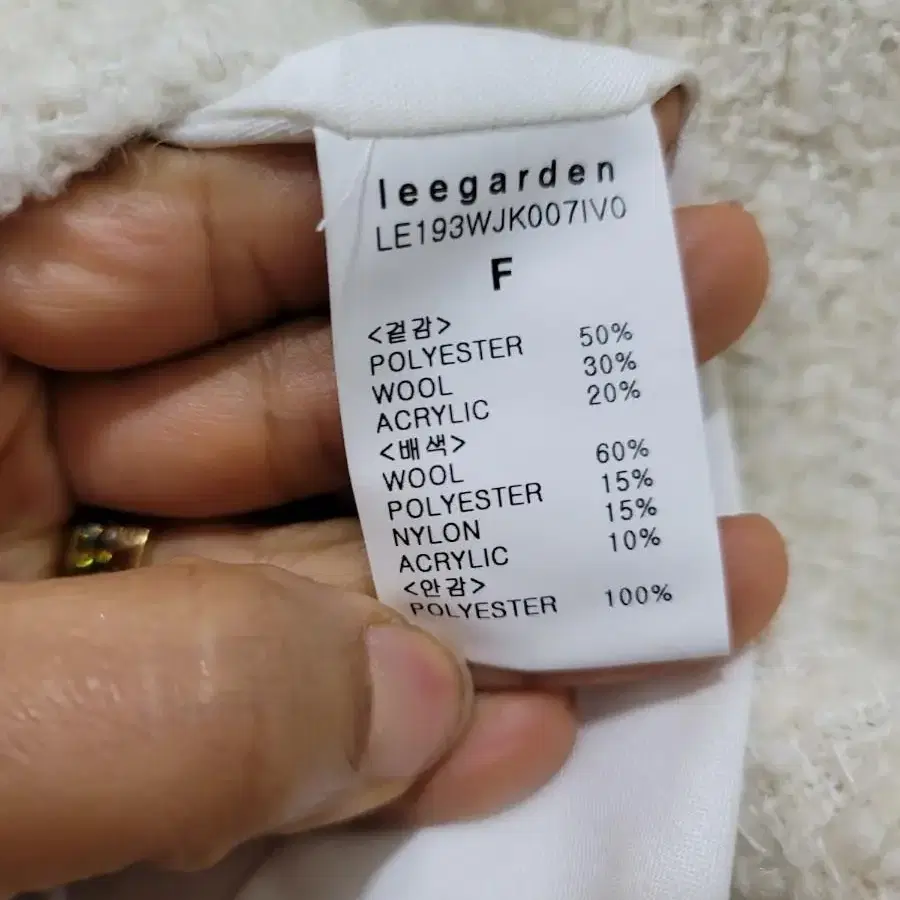 leegarden
LE193WJK007IV0
F
<겉감>
POLYESTER 50%
WOOL 30%
ACRYLIC 20%
<배색>
WOOL 60%
POLYESTER 15%
NYLON 15%
ACRYLIC 10%
<안감>
POLYESTER 100%